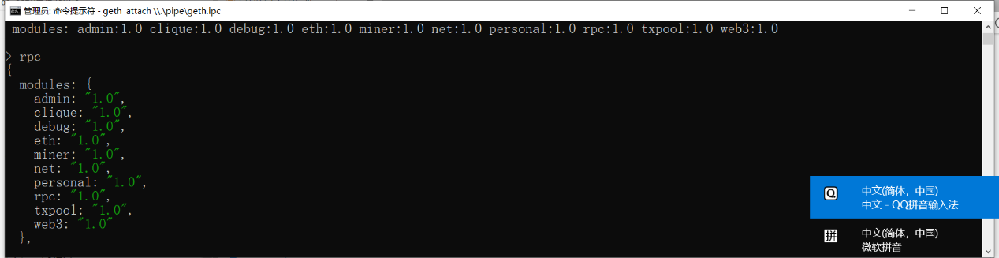 管理员: 命令提示符 - geth attach \\.\pipe\geth.ipc
modules: admin:1.0 clique:1.0 debug:1.0 eth:1.0 miner:1.0 net:1.0 personal:1.0 rpc:1.0 txpool:1.0 web3:1.0
> rpc
{
  modules: {
    admin: "1.0",
    clique: "1.0",
    debug: "1.0",
    eth: "1.0",
    miner: "1.0",
    net: "1.0",
    personal: "1.0",
    rpc: "1.0",
    txpool: "1.0",
    web3: "1.0"
  },
中文(简体，中国)
中文 - QQ拼音输入法
拼
中文(简体，中国)
微软拼音